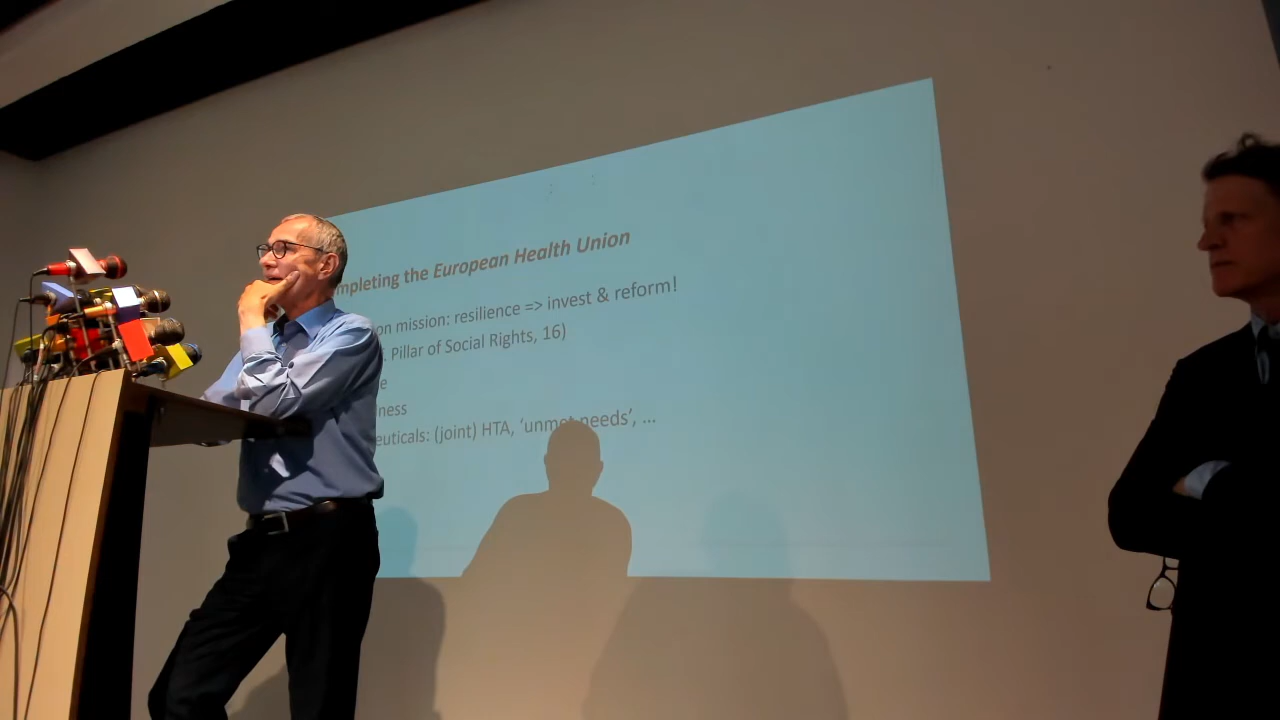 mpleting the European Health Union
on mission: resilience => invest & reform!
Pillar of Social Rights, 16)
e
ness
euticals: (joint) HTA, ‘unmet needs’, ...